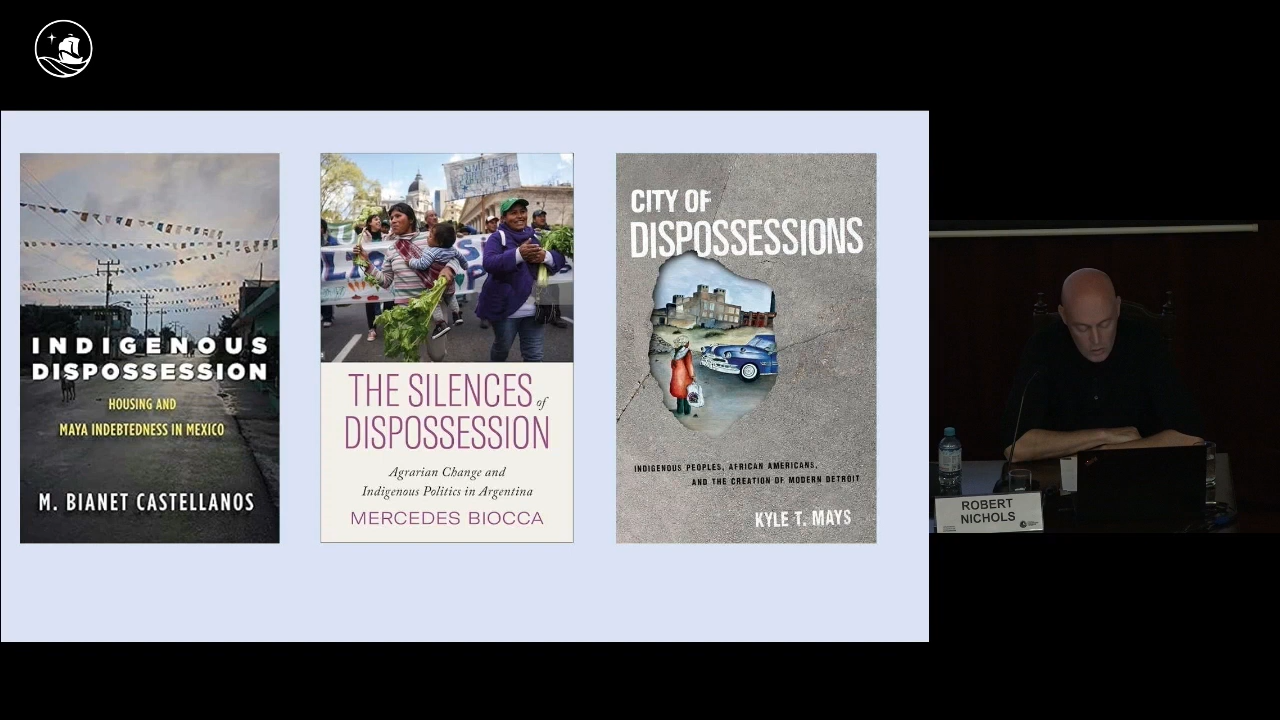 INDIGENOUS
DISPOSSESSION
HOUSING AND
MAYA INDEBTEDNESS IN MEXICO
M. BIANET CASTELLANOS
THE SILENCES of
DISPOSSESSION
Agrarian Change and
Indigenous Politics in Argentina
MERCEDES BIOCCA
CITY OF
DISPOSSESSIONS
INDIGENOUS PEOPLES, AFRICAN AMERICANS,
AND THE CREATION OF MODERN DETROIT
KYLE T. MAYS
ROBERT
NICHOLS